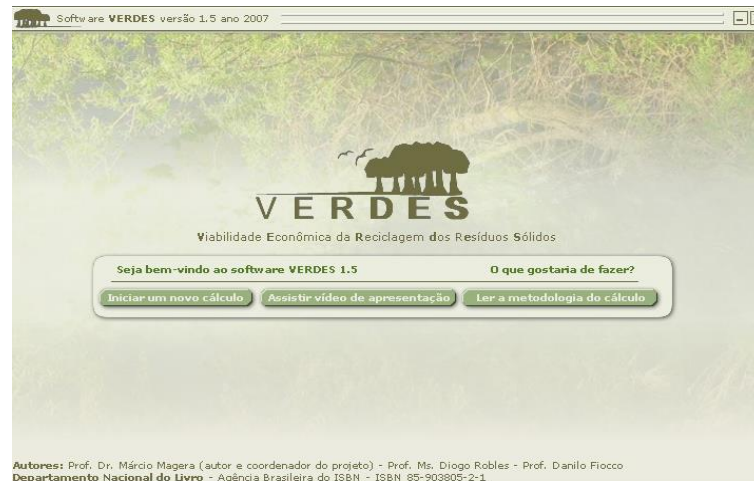 Software VERDES versão 1.5 ano 2007
VERDES
Viabilidade Econômica da Reciclagem dos Resíduos Sólidos
Seja bem-vindo ao software VERDES 1.5 O que gostaria de fazer?
Iniciar um novo cálculo Assistir vídeo de apresentação Ler a metodologia do cálculo
Autores: Prof. Dr. Márcio Magera (autor e coordenador do projeto) - Prof. Ms. Diogo Robles - Prof. Danilo Fiocco
Departamento Nacional do Livro - Agência Brasileira do ISBN - ISBN 85-903805-2-1